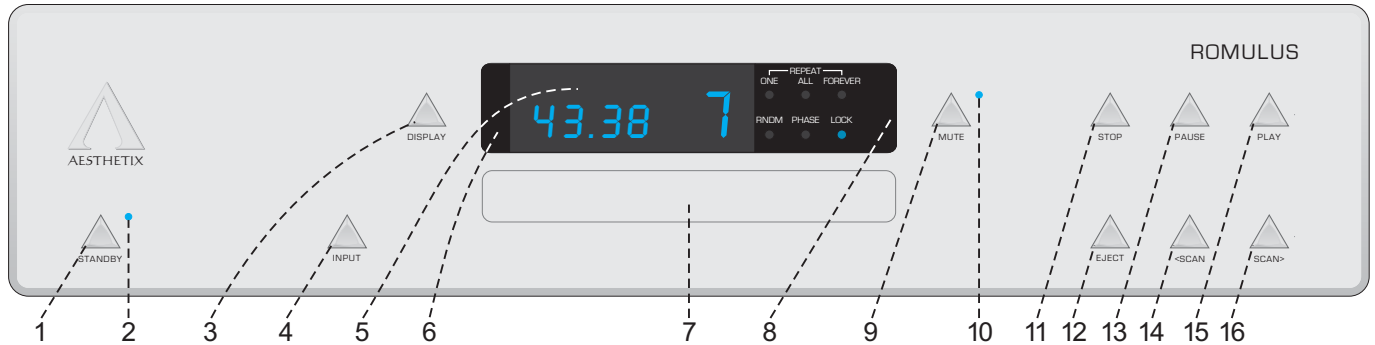 ROMULUS
REPEAT
ONE ALL FOREVER
43.38 7
RNDM PHASE LOCK
AESTHETIX
DISPLAY
MUTE
STOP PAUSE PLAY
STANDBY
INPUT
EJECT <SCAN SCAN>
1 2 3 4 5 6 7 8 9 10 11 12 13 14 15 16